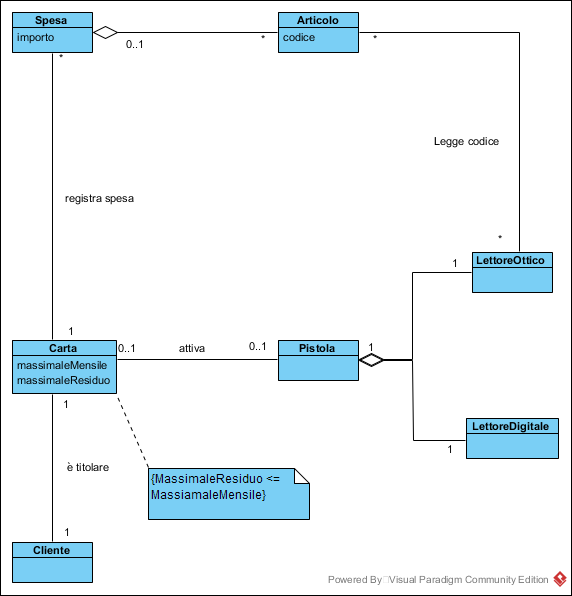 Spesa
importo
0..1
*
Articolo
codice
*
*
Legge codice
registra spesa
*
LettoreOttico
1
1
Carta
massimaleMensile
massimaleResiduo
0..1
attiva
0..1
Pistola
1
1
LettoreDigitale
1
è titolare
{MassimaleResiduo <=
MassiamaleMensile}
1
Cliente
Powered By Visual Paradigm Community Edition